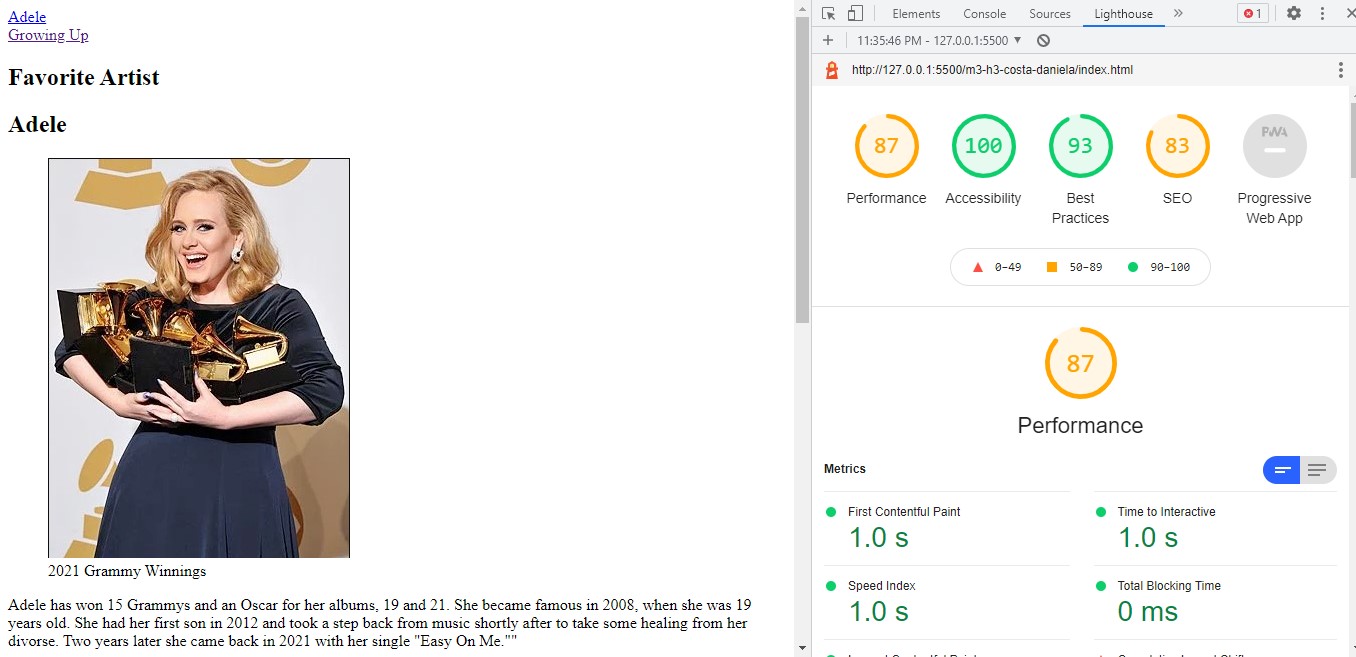 Adele
Growing Up
Favorite Artist
Adele
2021 Grammy Winnings
Adele has won 15 Grammys and an Oscar for her albums, 19 and 21. She became famous in 2008, when she was 19
years old. She had her first son in 2012 and took a step back from music shortly after to take some healing from her
divorse. Two years later she came back in 2021 with her single "Easy On Me.""
Elements Console Sources Lighthouse » 1
11:35:46 PM - 127.0.0.1:5500
http://127.0.0.1:5500/m3-h3-costa-daniela/index.html
87 100 93 83 PWA
Performance Accessibility Best Practices SEO Progressive Web App
0–49 50–89 90–100
87
Performance
Metrics
First Contentful Paint
1.0 s
Time to Interactive
1.0 s
Speed Index
1.0 s
Total Blocking Time
0 ms